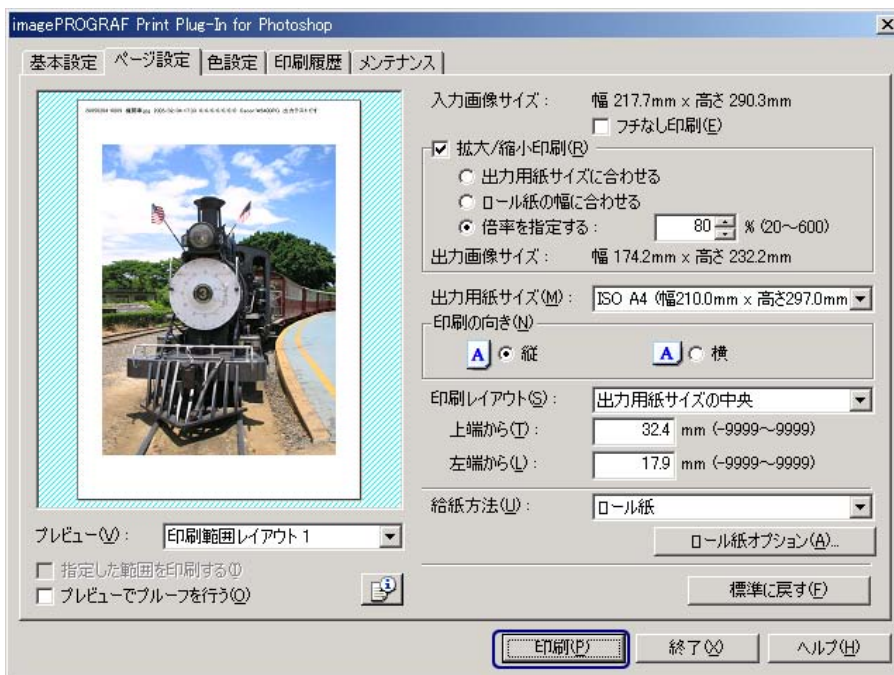 imagePROGRAF Print Plug-In for Photoshop
基本設定 ページ設定 色設定 印刷履歴 メンテナンス
入力画像サイズ： 幅 217.7mm x 高さ 290.3mm
フチなし印刷(E)
拡大/縮小印刷(R)
出力用紙サイズに合わせる
ロール紙の幅に合わせる
倍率を指定する： 80 % (20～600)
出力画像サイズ： 幅 174.2mm x 高さ 232.2mm
出力用紙サイズ(M)： ISO A4 (幅210.0mm x 高さ297.0mm
印刷の向き(N)
A 縦 A 横
印刷レイアウト(S)： 出力用紙サイズの中央
上端から(T)： 32.4 mm (-9999～9999)
左端から(L)： 17.9 mm (-9999～9999)
給紙方法(U)： ロール紙
ロール紙オプション(A)...
3
プレビュー(V)： 印刷範囲レイアウト 1
指定した範囲を印刷する(I)
プレビューでプルーフを行う(O)
標準に戻す(F)
印刷(P) 終了(X) ヘルプ(H)